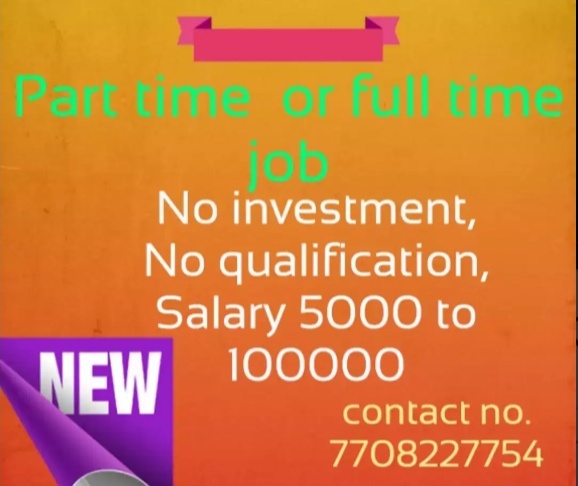 Part time or full time
job
No investment,
No qualification,
Salary 5000 to
100000
NEW
contact no.
7708227754